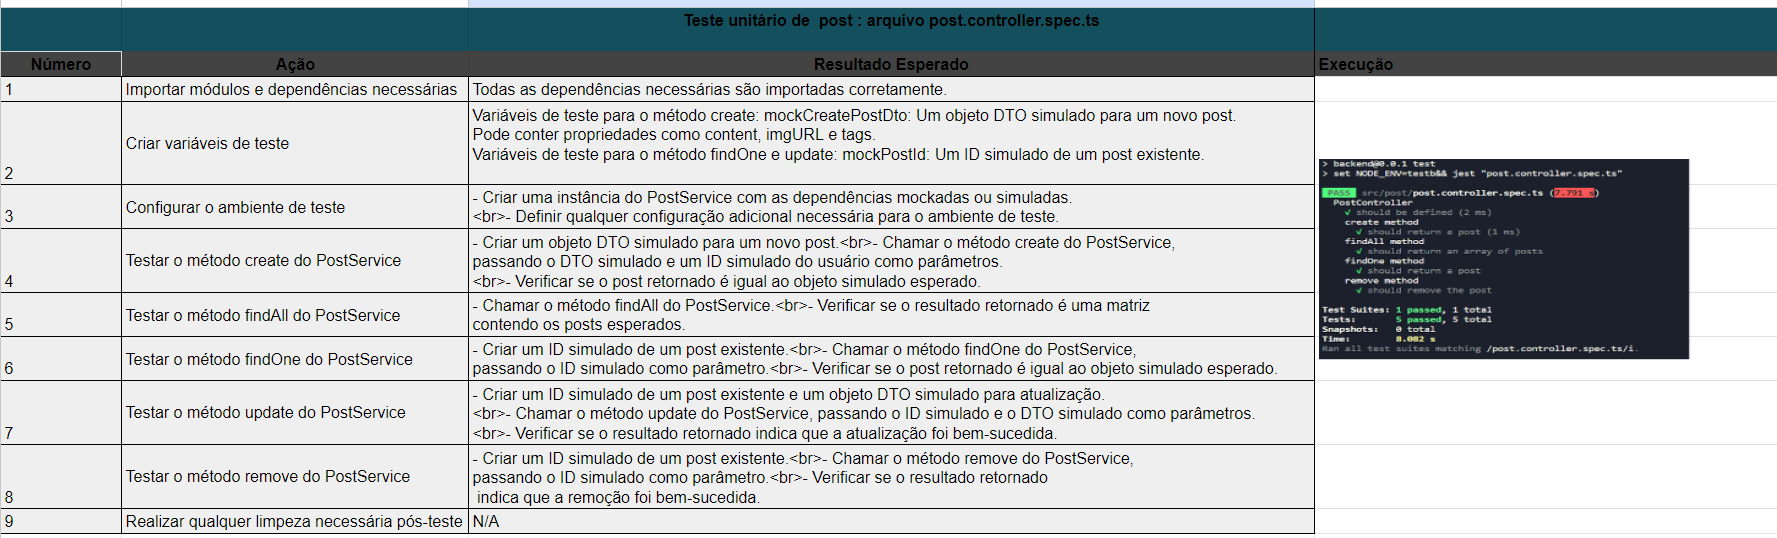 Teste unitário de  post : arquivo post.controller.spec.ts
Número Ação Resultado Esperado Execução
1 Importar módulos e dependências necessárias Todas as dependências necessárias são importadas corretamente.
2 Criar variáveis de teste Variáveis de teste para o método create: mockCreatePostDto: Um objeto DTO simulado para um novo post.
Pode conter propriedades como content, imgURL e tags.
Variáveis de teste para o método findOne e update: mockPostId: Um ID simulado de um post existente.
3 Configurar o ambiente de teste - Criar uma instância do PostService com as dependências mockadas ou simuladas.
<br>- Definir qualquer configuração adicional necessária para o ambiente de teste.
4 Testar o método create do PostService - Criar um objeto DTO simulado para um novo post.<br>- Chamar o método create do PostService,
passando o DTO simulado e um ID simulado do usuário como parâmetros.
<br>- Verificar se o post retornado é igual ao objeto simulado esperado.
5 Testar o método findAll do PostService - Chamar o método findAll do PostService.<br>- Verificar se o resultado retornado é uma matriz
contendo os posts esperados.
6 Testar o método findOne do PostService - Criar um ID simulado de um post existente.<br>- Chamar o método findOne do PostService,
passando o ID simulado como parâmetro.<br>- Verificar se o post retornado é igual ao objeto simulado esperado.
7 Testar o método update do PostService - Criar um ID simulado de um post existente e um objeto DTO simulado para atualização.
<br>- Chamar o método update do PostService, passando o ID simulado e o DTO simulado como parâmetros.
<br>- Verificar se o resultado retornado indica que a atualização foi bem-sucedida.
8 Testar o método remove do PostService - Criar um ID simulado de um post existente.<br>- Chamar o método remove do PostService,
passando o ID simulado como parâmetro.<br>- Verificar se o resultado retornado
indica que a remoção foi bem-sucedida.
9 Realizar qualquer limpeza necessária pós-teste N/A
> backend@0.0.1 test
> set NODE_ENV=testb&& jest "post.controller.spec.ts"
PASS src/post/post.controller.spec.ts (7.791 s)
PostController
√ should be defined (2 ms)
create method
√ should return a post (1 ms)
findAll method
√ should return an array of posts
findOne method
√ should return a post
remove method
√ should remove the post
Test Suites: 1 passed, 1 total
Tests: 5 passed, 5 total
Snapshots: 0 total
Time: 8.082 s
Ran all test suites matching /post.controller.spec.ts/i.